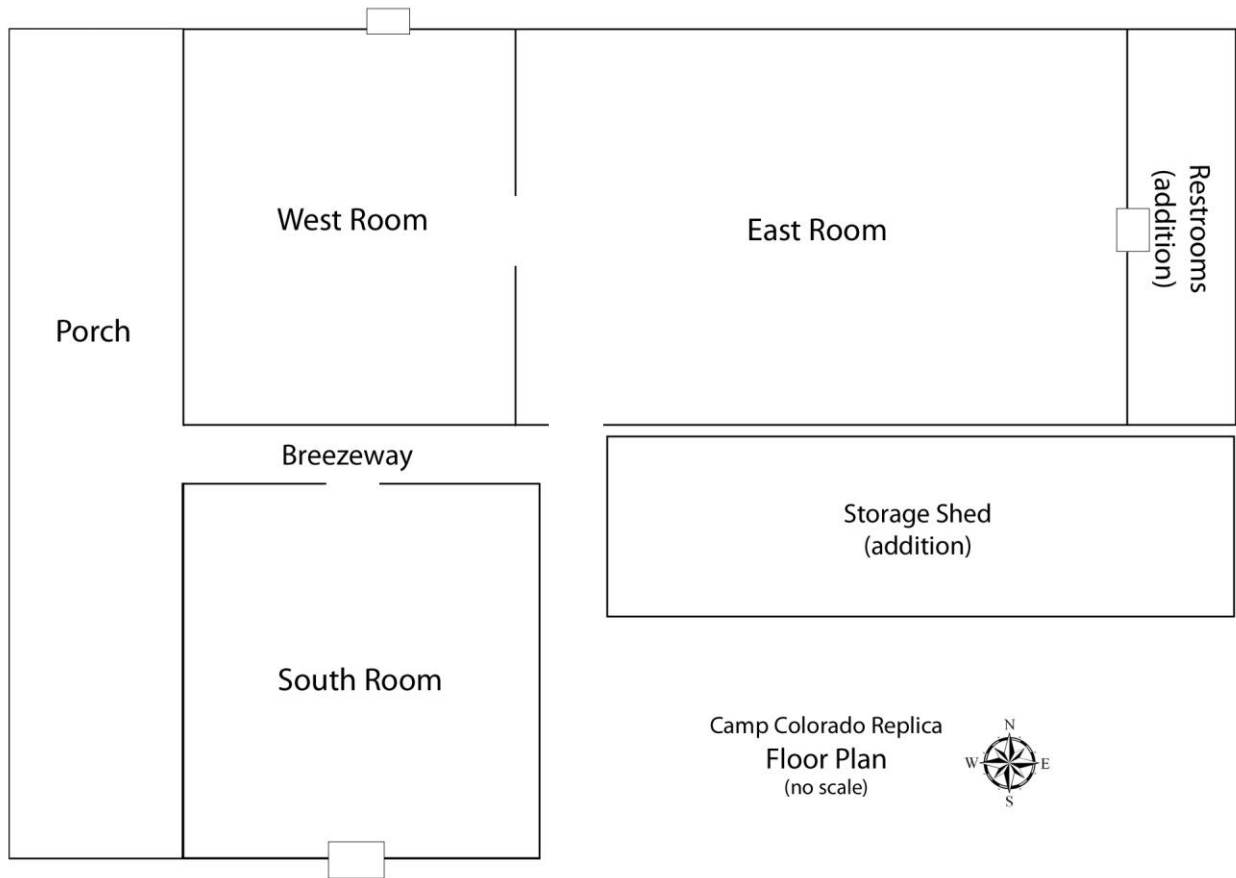 West Room
East Room
Restrooms
(addition)
Porch
Breezeway
Storage Shed
(addition)
South Room
Camp Colorado Replica
Floor Plan
(no scale)
N
W
E
S